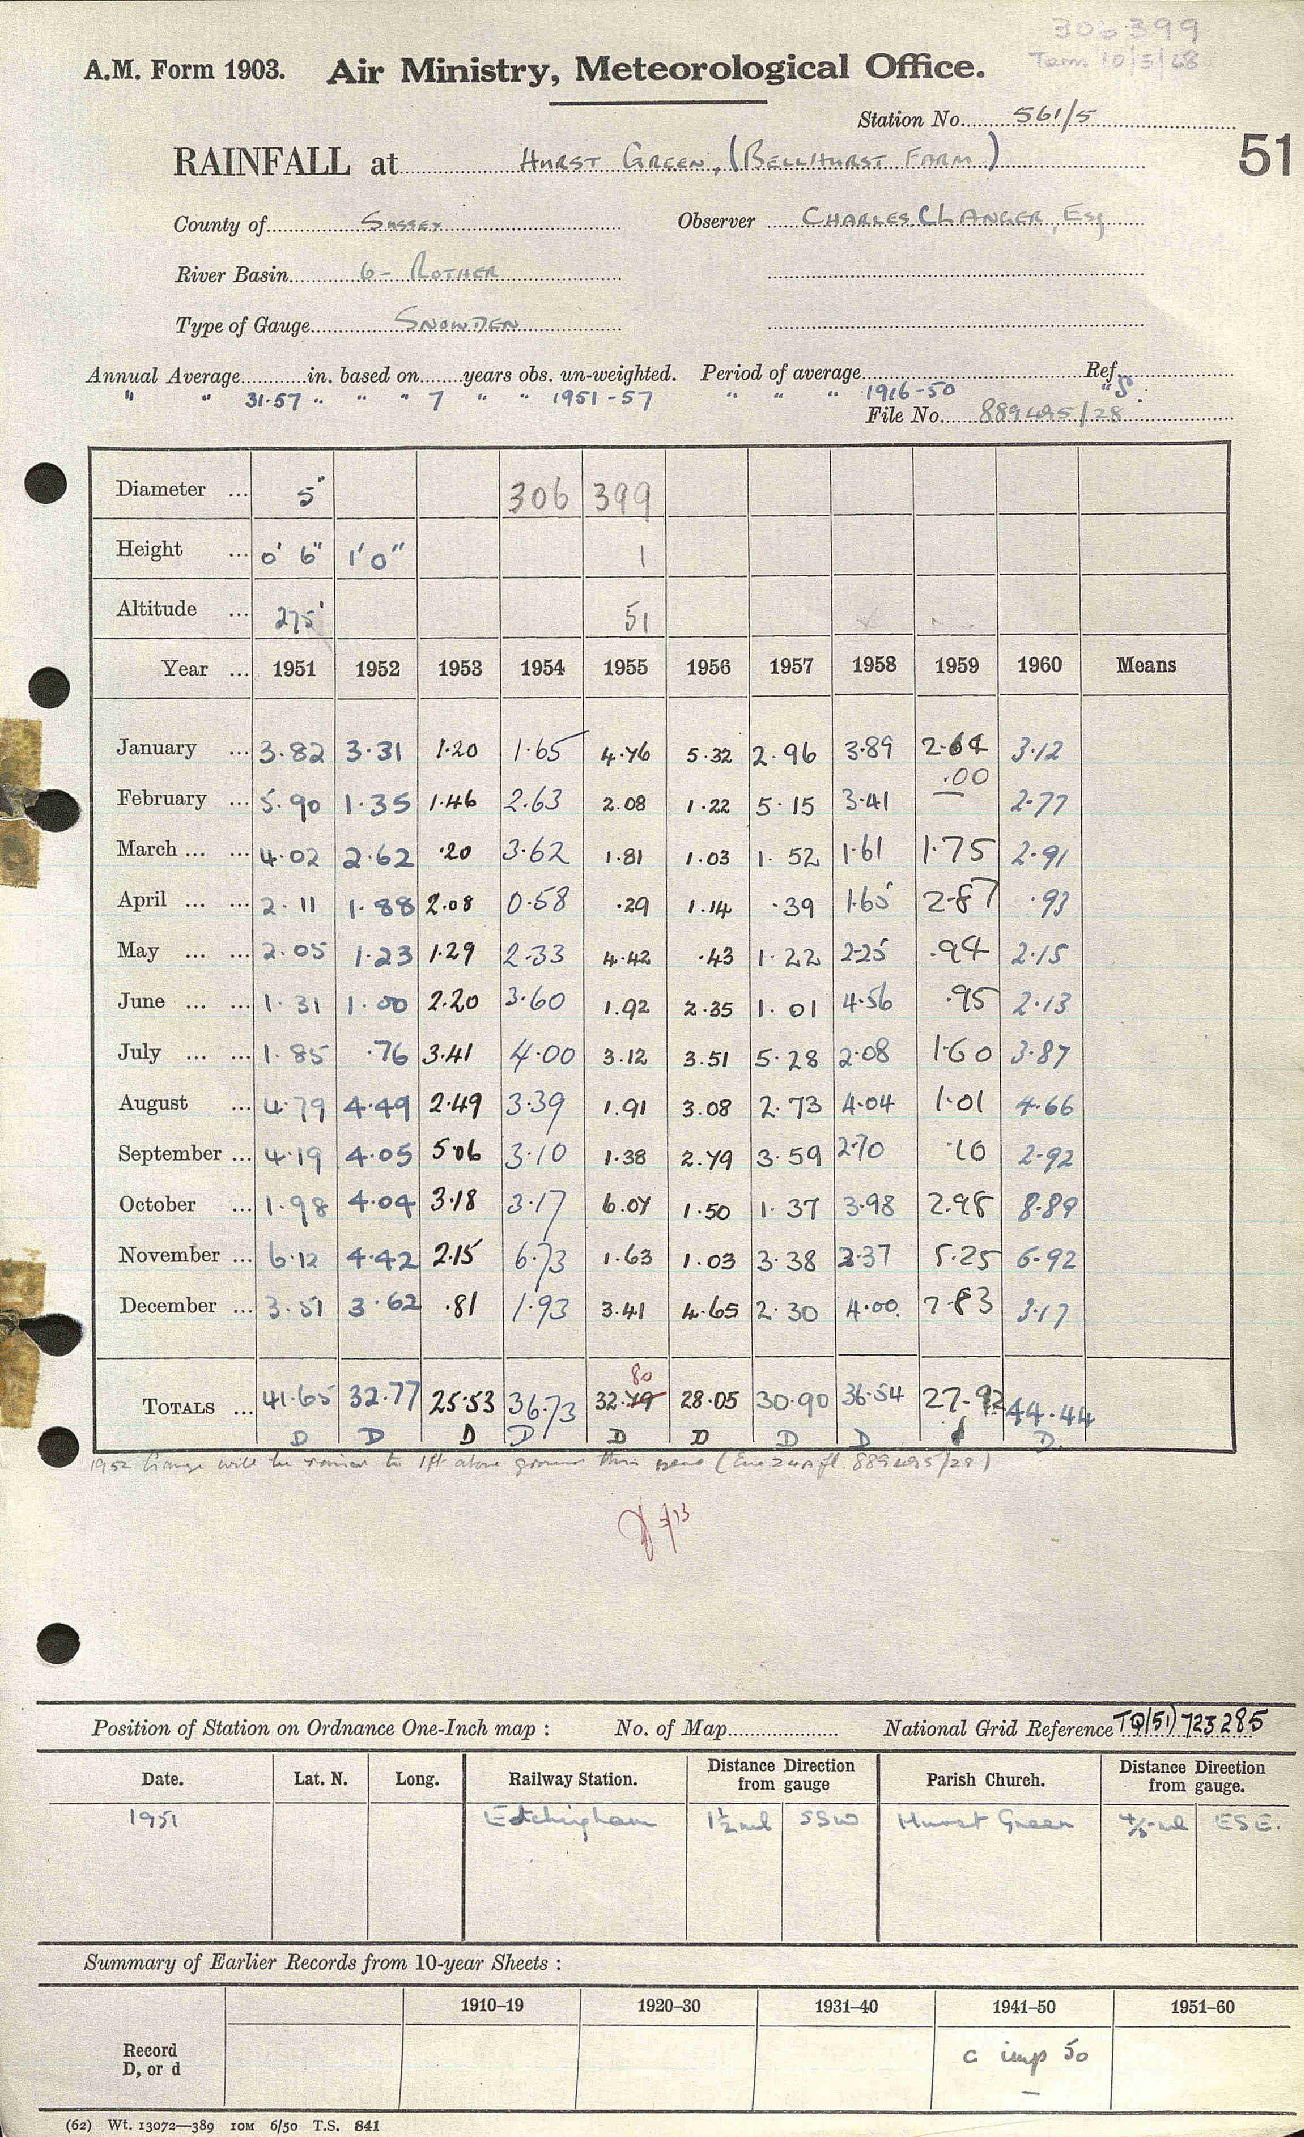 306399
A.M. Form 1903. Air Ministry, Meteorological Office.
Term 10/5/68
Station No. 561/5
RAINFALL at HURST GREEN, (BELLHURST FARM)
51
County of SUSSEX Observer CHARLES CLANGER, Esq
River Basin 6- ROTHER
Type of Gauge SNOWDEN
Annual Average in. based on years obs. un-weighted. Period of average Ref.
" " 31.57 " " " 7 " " 1951-57 " " " 1916-50 "S.
File No. 889495/28
Diameter ... 5" 306 399
Height ... 0' 6" 1'0" 1
Altitude ... 275' 51
Year ... 1951 1952 1953 1954 1955 1956 1957 1958 1959 1960 Means
January ... 3.82 3.31 1.20 1.65 4.76 5.32 2.96 3.89 2.64 3.12
February ... 5.90 1.35 1.46 2.63 2.08 1.22 5.15 3.41 .00 2.77
March ... ... 4.02 2.62 .20 3.62 1.81 1.03 1.52 1.61 1.75 2.91
April ... ... 2.11 1.88 2.08 0.58 .29 1.14 .39 1.65 2.87 .93
May ... ... 2.05 1.23 1.29 2.33 4.42 .43 1.22 2.25 .94 2.15
June ... ... 1.31 1.00 2.20 3.60 1.92 2.35 1.01 4.56 .95 2.13
July ... ... 1.85 .76 3.41 4.00 3.12 3.51 5.28 2.08 1.60 3.87
August ... 4.79 4.49 2.49 3.39 1.91 3.08 2.73 4.04 1.01 4.66
September ... 4.19 4.05 5.06 3.10 1.38 2.79 3.59 2.70 .10 2.92
October ... 1.98 4.04 3.18 3.17 6.07 1.50 1.37 3.98 2.98 8.89
November ... 6.12 4.42 2.15 6.73 1.63 1.03 3.38 2.37 5.25 6.92
December ... 3.51 3.62 .81 1.93 3.41 4.65 2.30 4.00 7.83 3.17
80
TOTALS ... 41.65 32.77 25.53 36.73 32.79 28.05 30.90 36.54 27.92 44.44
D D D D D D D D d D
1952 Gauge will be raised to 1ft above ground this year ( 889495/28)
Position of Station on Ordnance One-Inch map : No. of Map National Grid Reference TQ(51) 723285
Date. Lat. N. Long. Railway Station. Distance Direction from gauge Parish Church. Distance Direction from gauge.
1951 Etchingham 1½ml SSW Hurst Green 4/5ml ESE.
Summary of Earlier Records from 10-year Sheets :
1910–19 1920–30 1931–40 1941–50 1951–60
Record D, or d c imp 50
(62) Wt. 13072—389 10M 6/50 T.S. 841